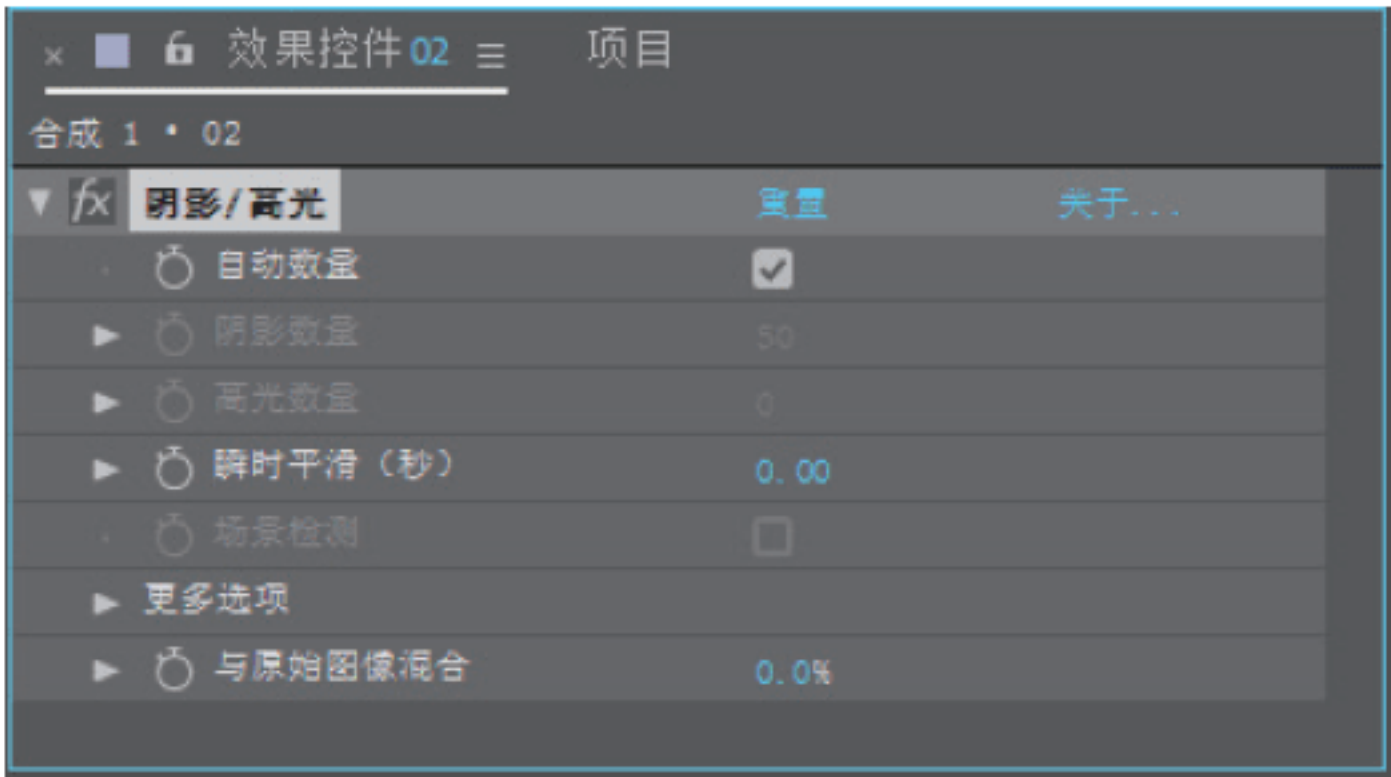 × 效果控件 02 ≡ 项目
合成 1 • 02
fx 阴影/高光 重置 关于...
自动数量
阴影数量 50
高光数量 0
瞬时平滑（秒） 0.00
场景检测
更多选项
与原始图像混合 0.0%